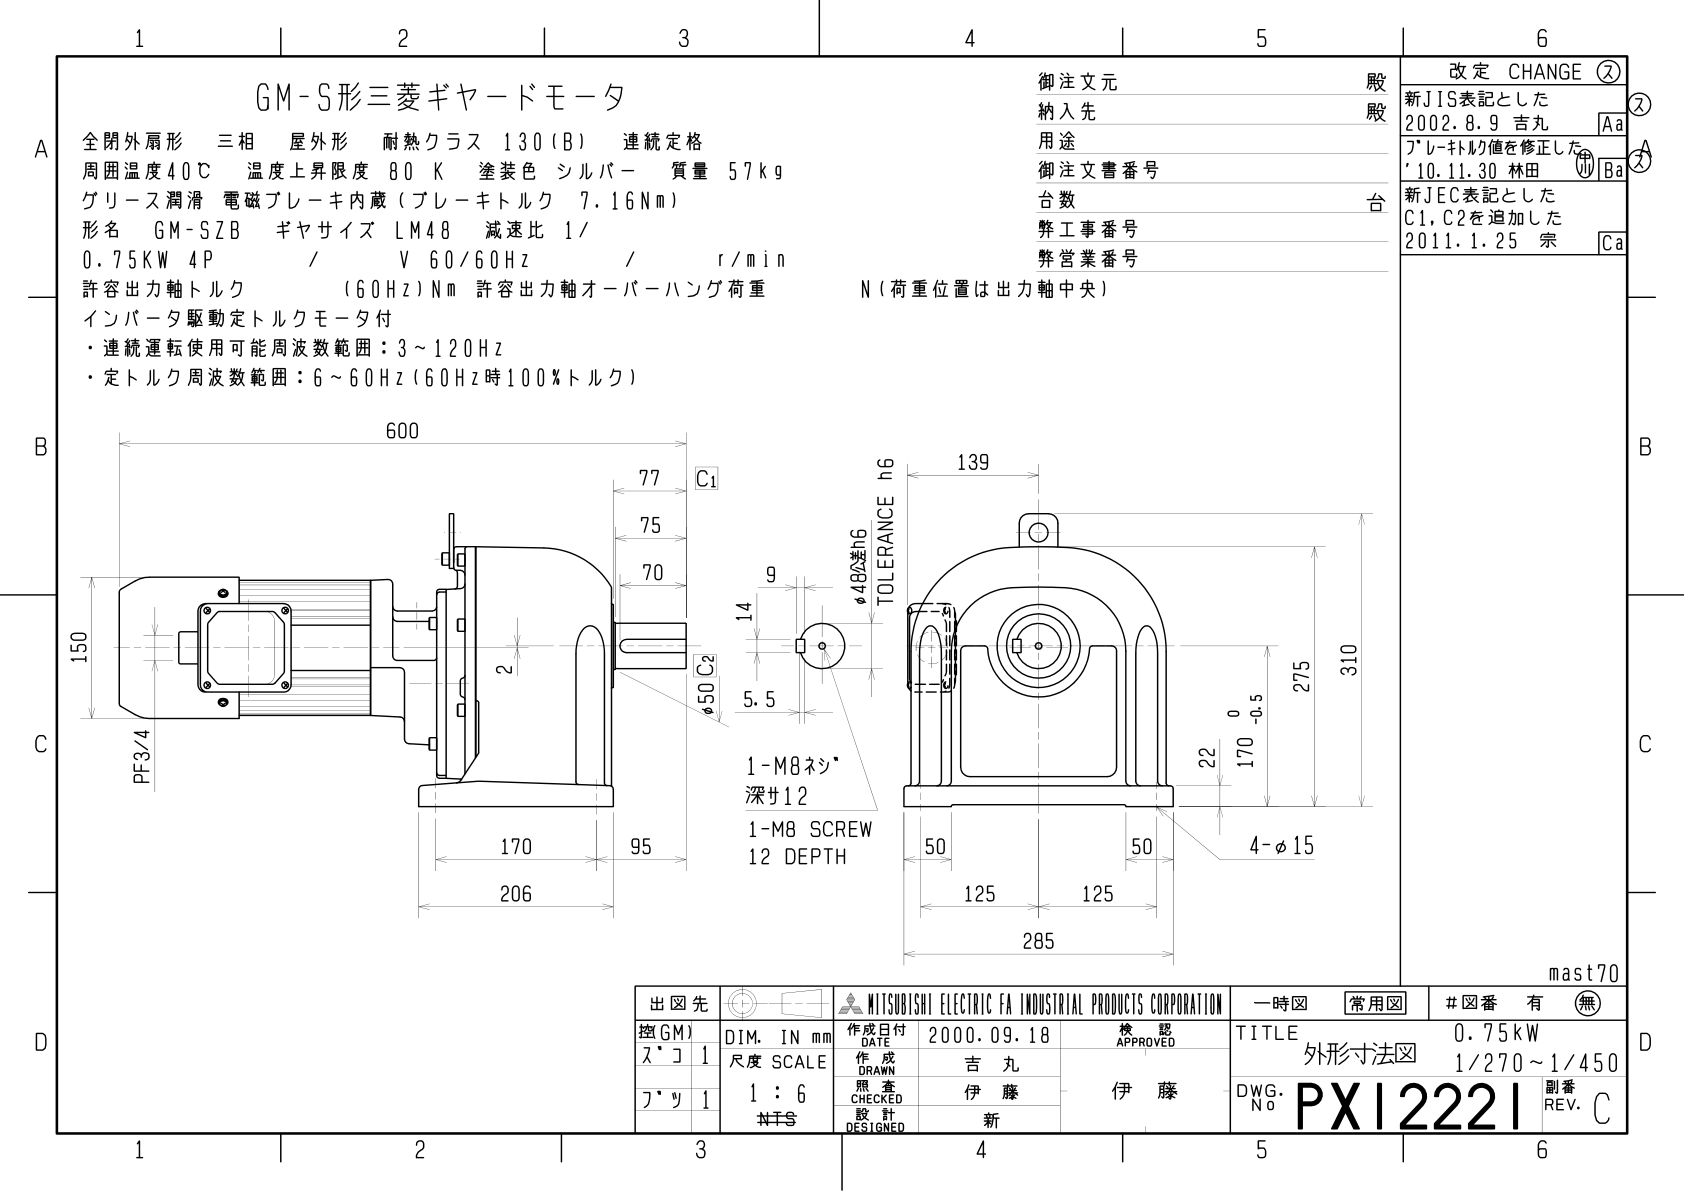 1 2 3 4 5 6
GM-S形三菱ギヤードモータ
全閉外扇形 三相 屋外形 耐熱クラス 130(B) 連続定格
周囲温度40℃ 温度上昇限度 80 K 塗装色 シルバー 質量 57kg
グリース潤滑 電磁ブレーキ内蔵(ブレーキトルク 7.16Nm)
形名 GM-SZB ギヤサイズ LM48 減速比 1/
0.75KW 4P / V 60/60Hz / r/min
許容出力軸トルク (60Hz)Nm 許容出力軸オーバーハング荷重 N(荷重位置は出力軸中央)
インバータ駆動定トルクモータ付
・連続運転使用可能周波数範囲：3~120Hz
・定トルク周波数範囲：6~60Hz(60Hz時100%トルク)
御注文元 殿
納入先 殿
用途
御注文書番号
台数 台
弊工事番号
弊営業番号
改定 CHANGE ス
新JIS表記とした ス
2002.8.9 吉丸 Aa
ブレーキトルク値を修正した
'10.11.30 林田 中川 Ba ス
新JEC表記とした
C1,C2を追加した
2011.1.25 宗 Ca
A A
B B
C C
D D
600
77 C1
75
70
150
PF3/4
2
φ50 C2
170 95
206
9
14
5.5
φ48公差h6
TOLERANCE h6
1-M8ネジ
深サ12
1-M8 SCREW
12 DEPTH
139
310
275
170 0 -0.5
22
50 50
4-φ15
125 125
285
mast70
出図先
控(GM)
ズコ 1
ブツ 1
DIM. IN mm
尺度 SCALE
1 : 6
NTS
MITSUBISHI ELECTRIC FA INDUSTRIAL PRODUCTS CORPORATION
作成日付 DATE 2000.09.18
作成 DRAWN 吉 丸
照査 CHECKED 伊 藤
設計 DESIGNED 新
検 認 APPROVED
伊 藤
一時図 常用図 #図番 有 無
TITLE 外形寸法図
0.75kW
1/270~1/450
DWG. No PX12221
副番 REV. C
1 2 3 4 5 6